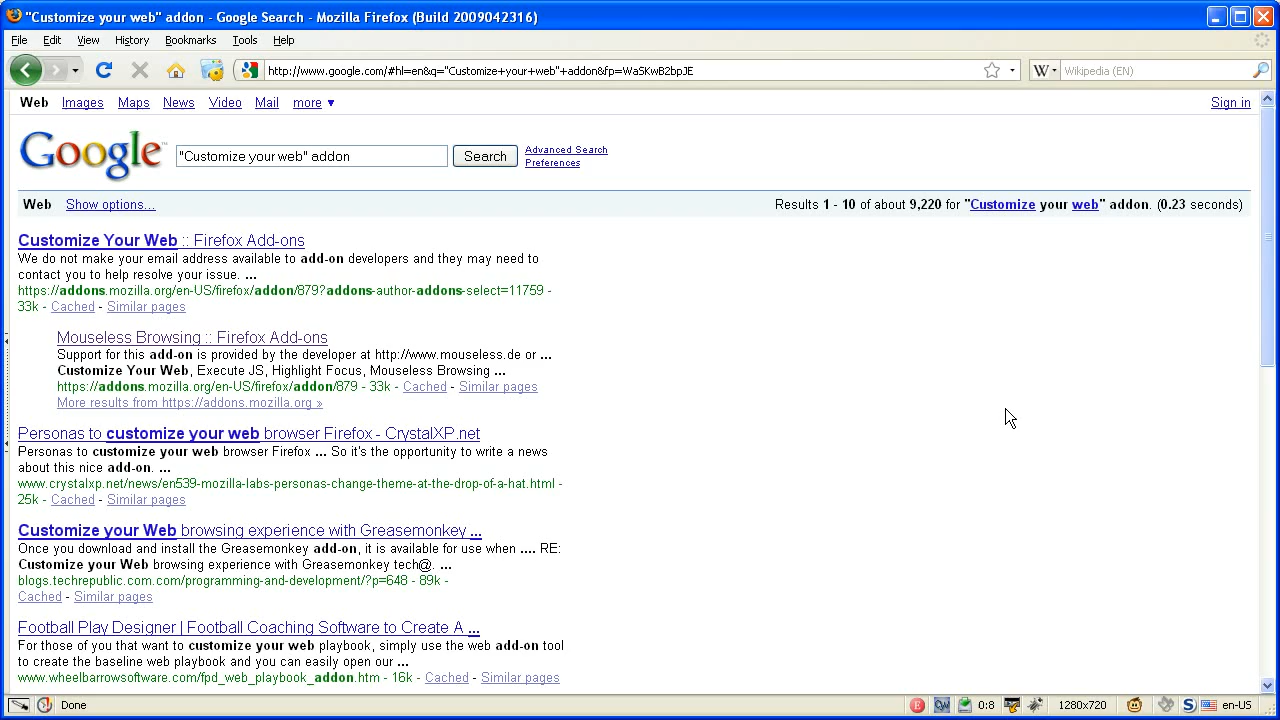 "Customize your web" addon - Google Search - Mozilla Firefox (Build 2009042316)
File Edit View History Bookmarks Tools Help
http://www.google.com/#hl=en&q="Customize+your+web"+addon&fp=Wa5KwB2bpJE
W Wikipedia (EN)
Web Images Maps News Video Mail more ▼ Sign in
Google™ "Customize your web" addon Search Advanced Search
Preferences
Web Show options... Results 1 - 10 of about 9,220 for "Customize your web" addon. (0.23 seconds)
Customize Your Web :: Firefox Add-ons
We do not make your email address available to add-on developers and they may need to
contact you to help resolve your issue. ...
https://addons.mozilla.org/en-US/firefox/addon/879?addons-author-addons-select=11759 -
33k - Cached - Similar pages
Mouseless Browsing :: Firefox Add-ons
Support for this add-on is provided by the developer at http://www.mouseless.de or ...
Customize Your Web, Execute JS, Highlight Focus, Mouseless Browsing ...
https://addons.mozilla.org/en-US/firefox/addon/879 - 33k - Cached - Similar pages
More results from https://addons.mozilla.org »
Personas to customize your web browser Firefox - CrystalXP.net
Personas to customize your web browser Firefox ... So it's the opportunity to write a news
about this nice add-on. ...
www.crystalxp.net/news/en539-mozilla-labs-personas-change-theme-at-the-drop-of-a-hat.html -
25k - Cached - Similar pages
Customize your Web browsing experience with Greasemonkey ...
Once you download and install the Greasemonkey add-on, it is available for use when .... RE:
Customize your Web browsing experience with Greasemonkey tech@. ...
blogs.techrepublic.com.com/programming-and-development/?p=648 - 89k -
Cached - Similar pages
Football Play Designer | Football Coaching Software to Create A ...
For those of you that want to customize your web playbook, simply use the web add-on tool
to create the baseline web playbook and you can easily open our ...
www.wheelbarrowsoftware.com/fpd_web_playbook_addon.htm - 16k - Cached - Similar pages
Done 0:8 1280x720 S en-US